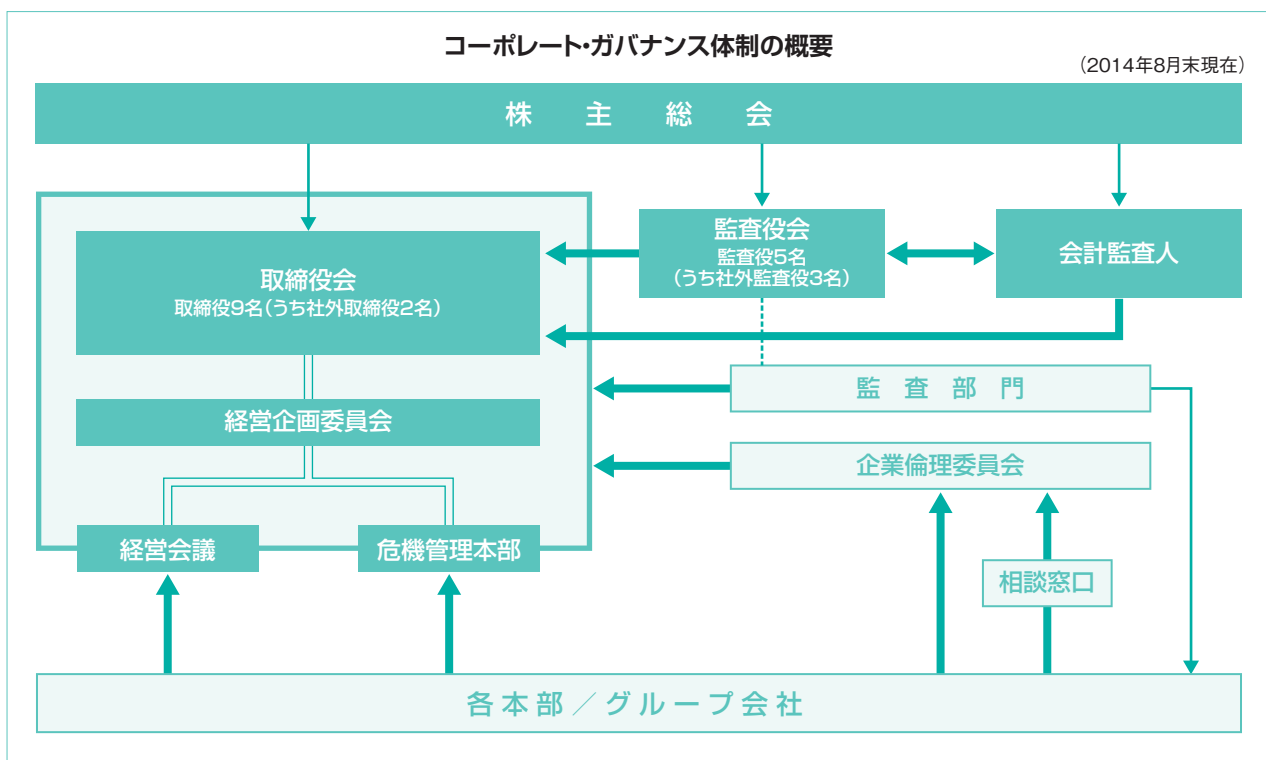 コーポレート・ガバナンス体制の概要
（2014年8月末現在）
株主総会
監査役会
監査役5名
（うち社外監査役3名）
会計監査人
取締役会
取締役9名（うち社外取締役2名）
監査部門
経営企画委員会
企業倫理委員会
経営会議
危機管理本部
相談窓口
各本部／グループ会社